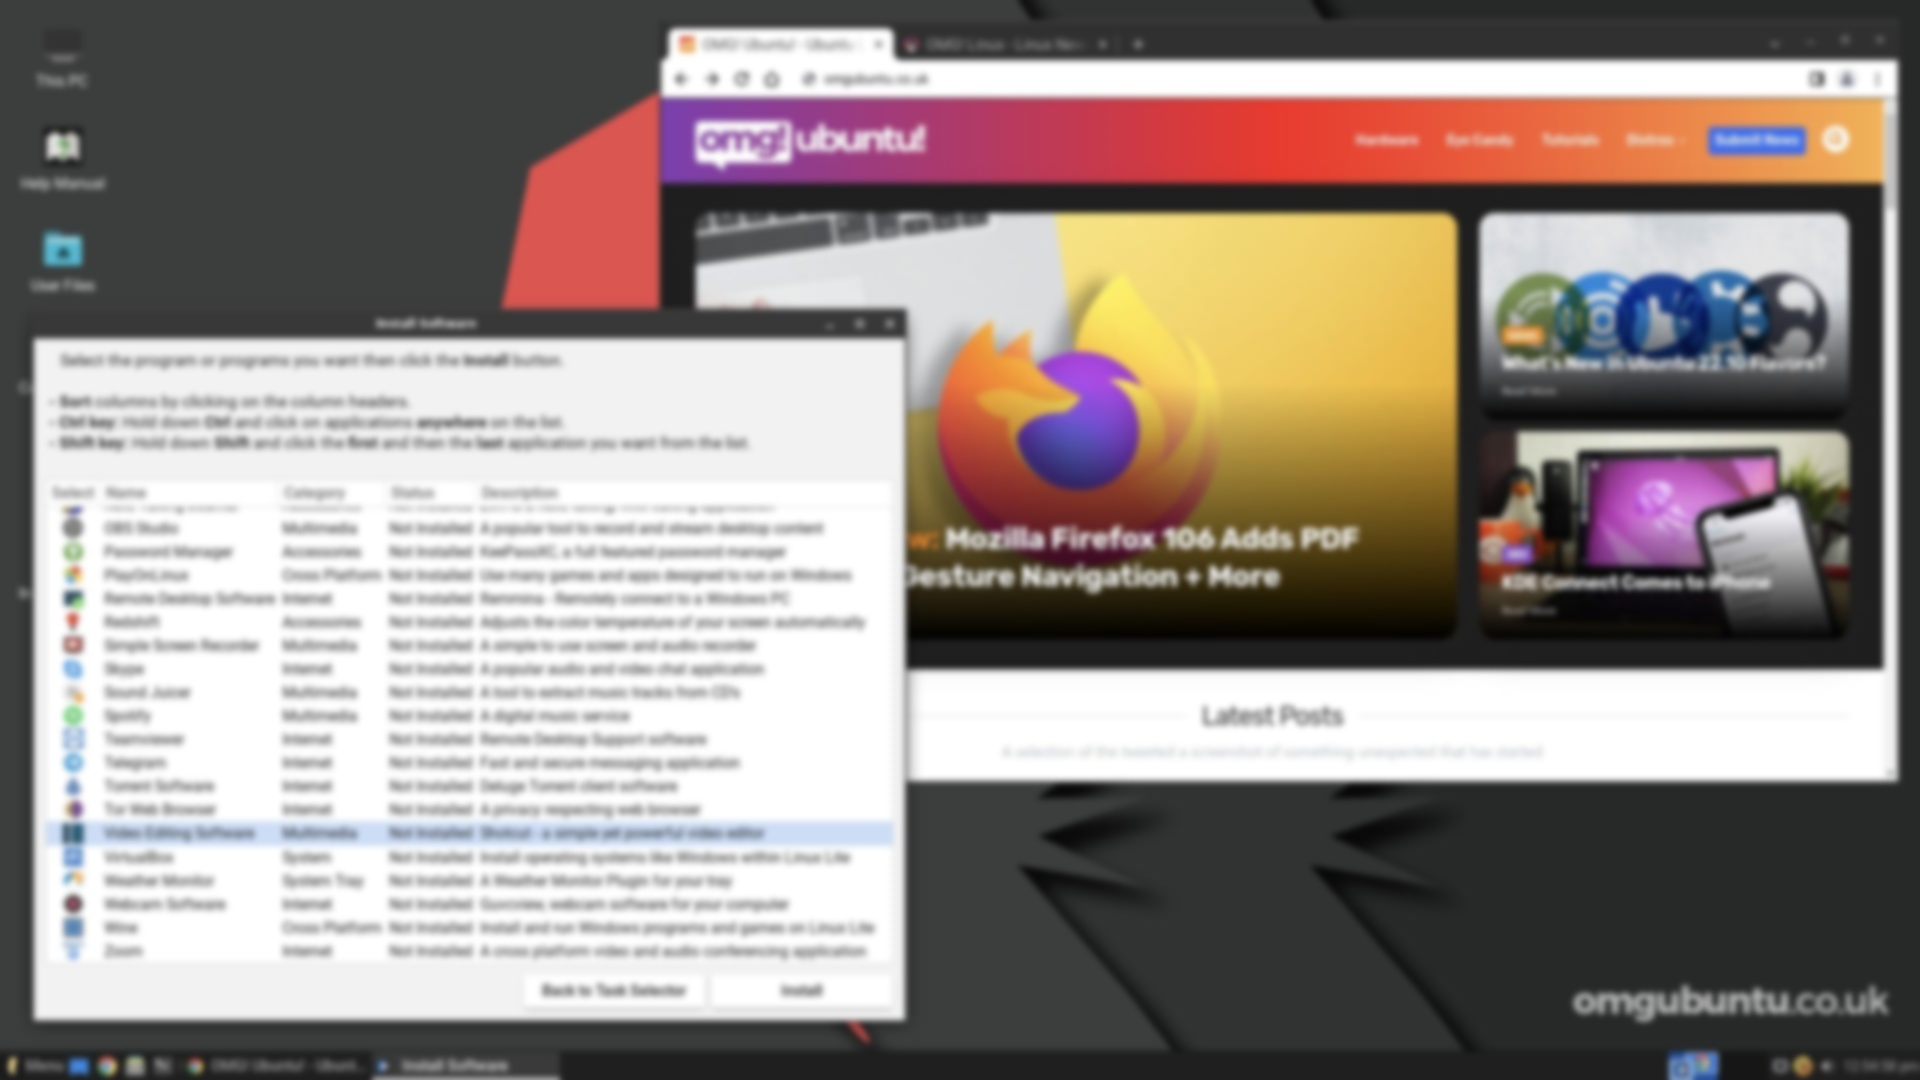 This PC
Help Manual
User Files
OMG! Ubuntu! - Ubuntu
OMG! Linux - Linux New
omgubuntu.co.uk
omg! ubuntu!
Hardware
Eye Candy
Tutorials
Distros
Submit News
What's New in Ubuntu 22.10 Flavors?
Read More
Mozilla Firefox 106 Adds PDF
Gesture Navigation + More
KDE Connect Comes to iPhone
Read More
Latest Posts
Install Software
Select the program or programs you want then click the Install button.
- Sort columns by clicking on the column headers.
- Ctrl key: Hold down Ctrl and click on applications anywhere on the list.
- Shift key: Hold down Shift and click the first and then the last application you want from the list.
Select Name Category Status Description
OBS Studio Multimedia Not Installed A popular tool to record and stream desktop content
Password Manager Accessories Not Installed KeePassXC, a full featured password manager
PlayOnLinux Cross Platform Not Installed Use many games and apps designed to run on Windows
Remote Desktop Software Internet Not Installed Remmina - Remotely connect to a Windows PC
Redshift Accessories Not Installed Adjusts the color temperature of your screen automatically
Simple Screen Recorder Multimedia Not Installed A simple to use screen and audio recorder
Skype Internet Not Installed A popular audio and video chat application
Sound Juicer Multimedia Not Installed A tool to extract music tracks from CD's
Spotify Multimedia Not Installed A digital music service
Teamviewer Internet Not Installed Remote Desktop Support software
Telegram Internet Not Installed Fast and secure messaging application
Torrent Software Internet Not Installed Deluge Torrent client software
Tor Web Browser Internet Not Installed A privacy respecting web browser
Video Editing Software Multimedia Not Installed Shotcut - a simple yet powerful video editor
VirtualBox System Not Installed Install operating systems like Windows within Linux Lite
Weather Monitor System Tray Not Installed A Weather Monitor Plugin for your tray
Webcam Software Internet Not Installed Guvcview, webcam software for your computer
Wine Cross Platform Not Installed Install and run Windows programs and games on Linux Lite
Zoom Internet Not Installed A cross platform video and audio conferencing application
Back to Task Selector
Install
omgubuntu.co.uk
Menu
OMG! Ubuntu! - Ubunt...
Install Software